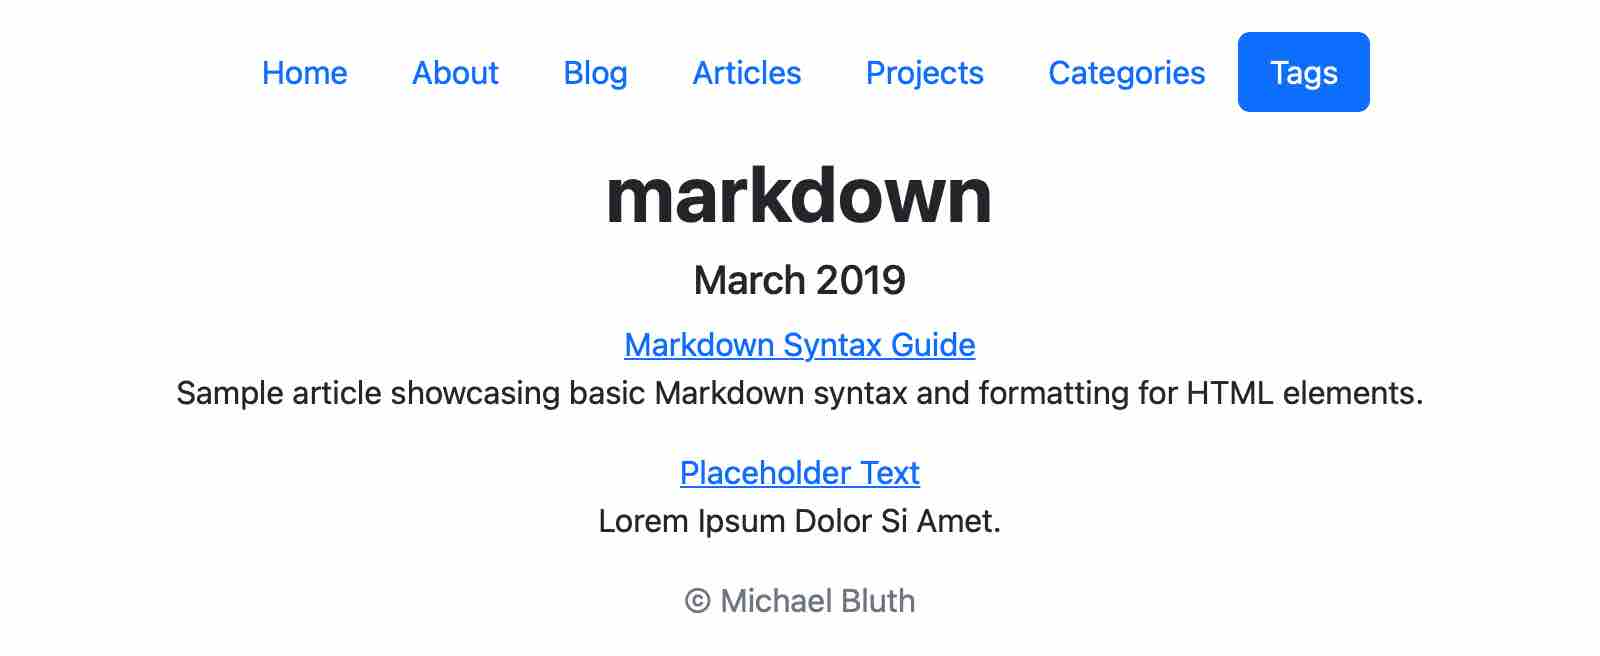 Home About Blog Articles Projects Categories Tags
markdown
March 2019
Markdown Syntax Guide
Sample article showcasing basic Markdown syntax and formatting for HTML elements.
Placeholder Text
Lorem Ipsum Dolor Si Amet.
© Michael Bluth